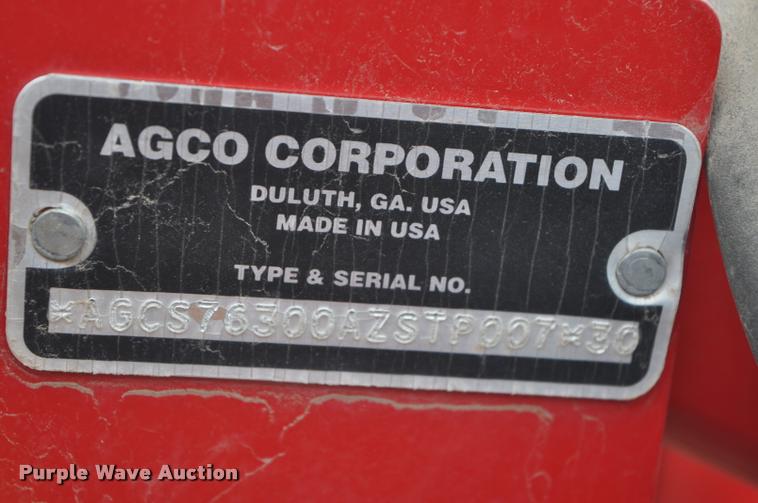 AGCO CORPORATION
DULUTH, GA. USA
MADE IN USA
TYPE & SERIAL NO.
*AGCS76300AZSTP007*30
Purple Wave Auction